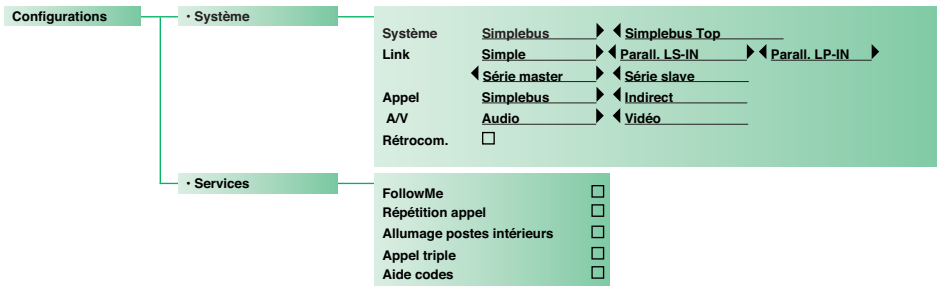 Configurations
• Système
Système Simplebus Simplebus Top
Link Simple Parall. LS-IN Parall. LP-IN
Série master Série slave
Appel Simplebus Indirect
A/V Audio Vidéo
Rétrocom.
• Services
FollowMe
Répétition appel
Allumage postes intérieurs
Appel triple
Aide codes